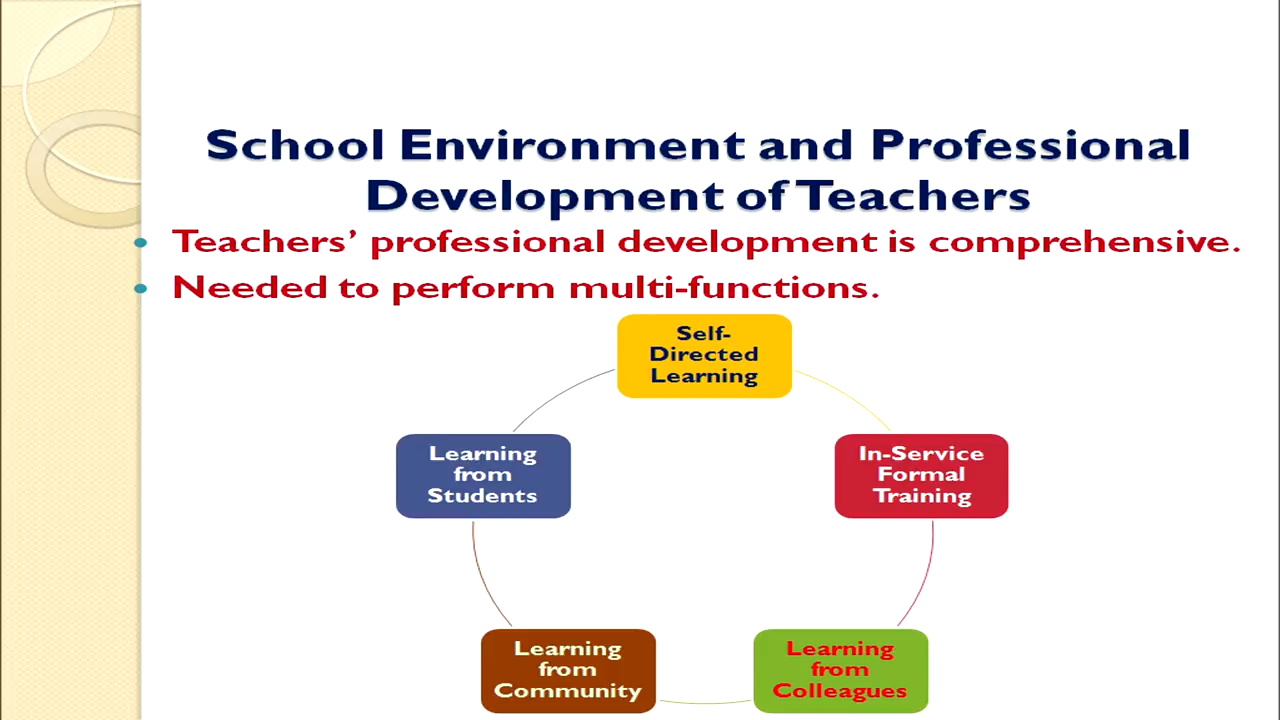 School Environment and Professional
Development of Teachers
• Teachers’ professional development is comprehensive.
• Needed to perform multi-functions.
Self-
Directed
Learning
In-Service
Formal
Training
Learning
from
Colleagues
Learning
from
Community
Learning
from
Students